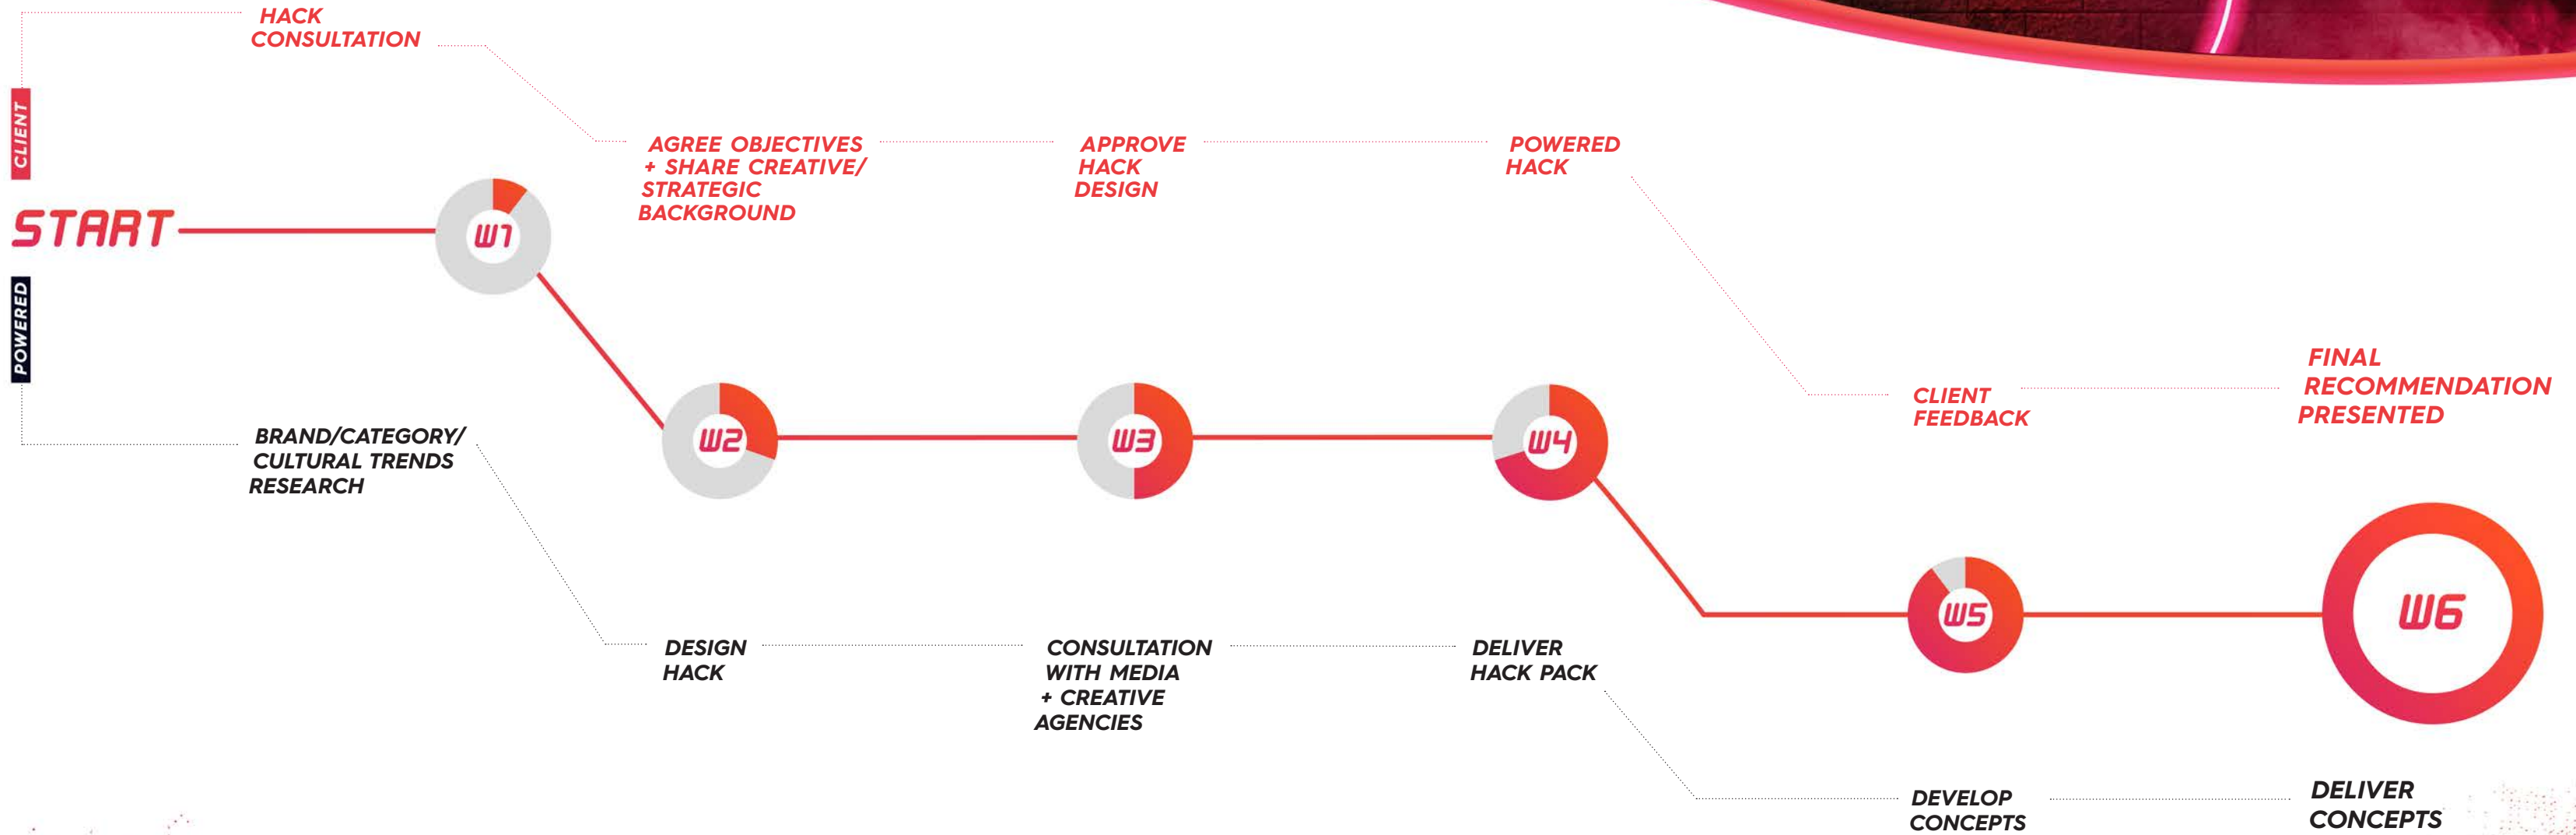 HACK
CONSULTATION
CLIENT
AGREE OBJECTIVES
+ SHARE CREATIVE/
STRATEGIC
BACKGROUND
APPROVE
HACK
DESIGN
POWERED
HACK
START
W1
POWERED
FINAL
RECOMMENDATION
PRESENTED
CLIENT
FEEDBACK
BRAND/CATEGORY/
CULTURAL TRENDS
RESEARCH
W2
W3
W4
W5
W6
DESIGN
HACK
CONSULTATION
WITH MEDIA
+ CREATIVE
AGENCIES
DELIVER
HACK PACK
DEVELOP
CONCEPTS
DELIVER
CONCEPTS